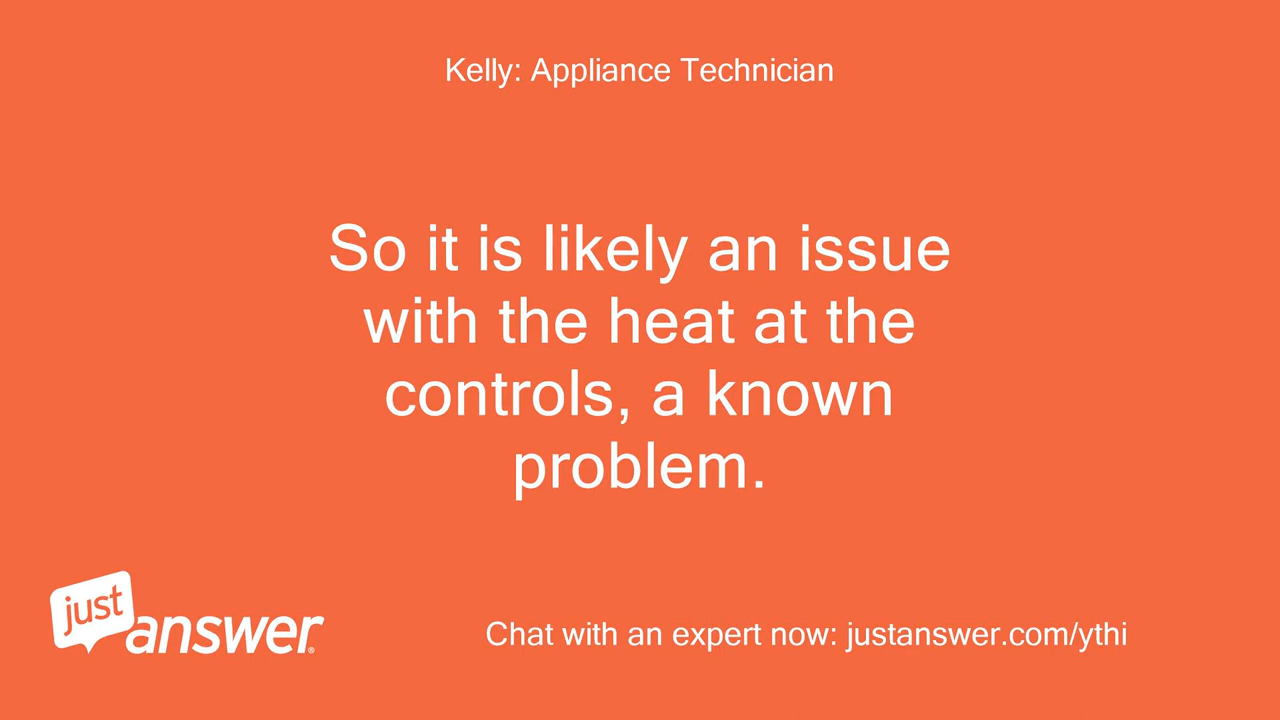 Kelly: Appliance Technician
So it is likely an issue
with the heat at the
controls, a known
problem.
just
answer®
Chat with an expert now: justanswer.com/ythi